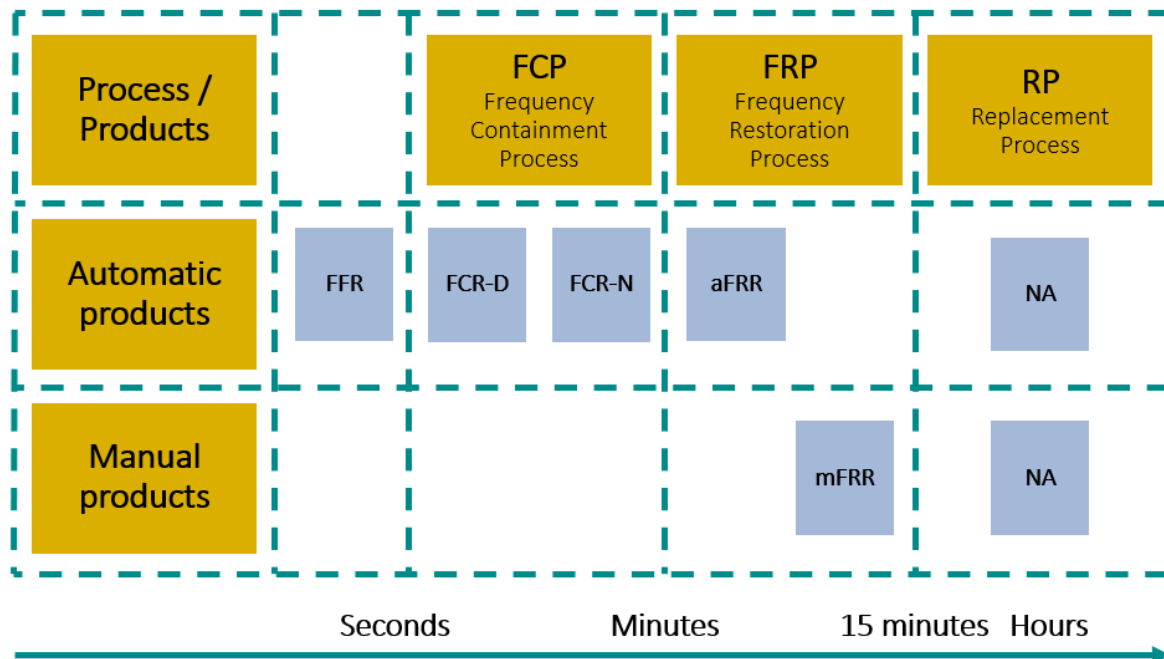 Process /
Products
FCP
Frequency
Containment
Process
FRP
Frequency
Restoration
Process
RP
Replacement
Process
Automatic
products
FFR
FCR-D
FCR-N
aFRR
NA
Manual
products
mFRR
NA
Seconds
Minutes
15 minutes
Hours